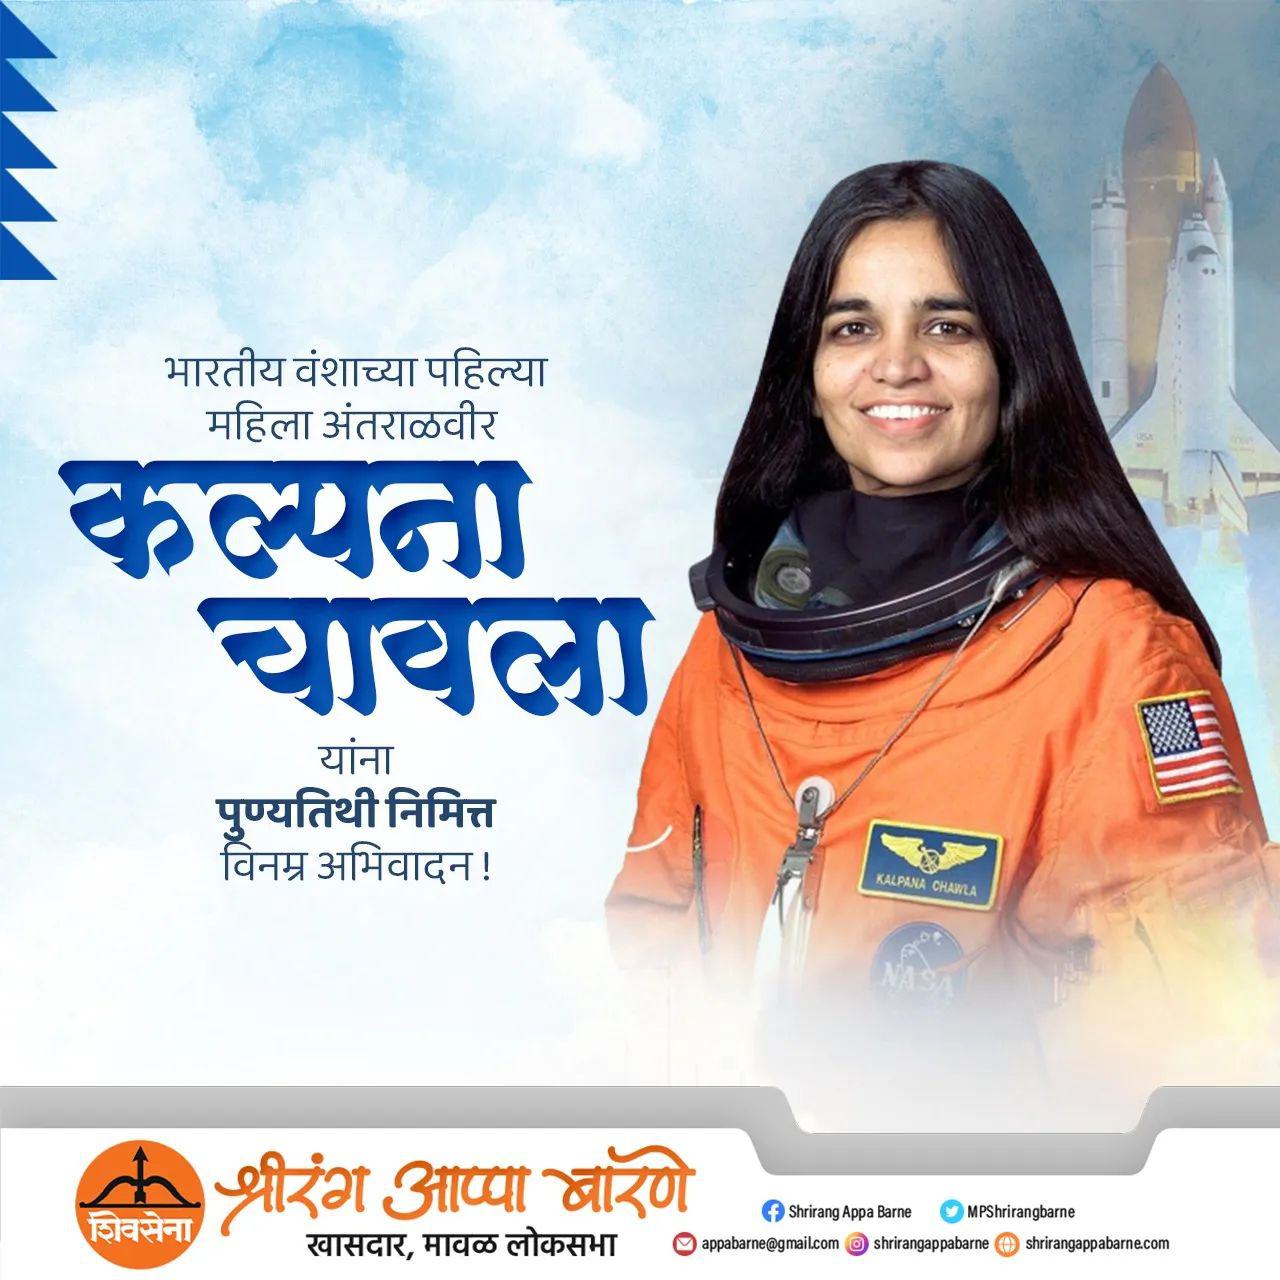 भारतीय वंशाच्या पहिल्या
महिला अंतराळवीर
कल्पना
चावला
यांना
पुण्यतिथी निमित्त
विनम्र अभिवादन !
USA
KALPANA CHAWLA
NASA
शिवसेना
श्रीरंग आप्पा बारणे
खासदार, मावळ लोकसभा
Shrirang Appa Barne
MPShrirangbarne
appabarne@gmail.com
shrirangappabarne
shrirangappabarne.com